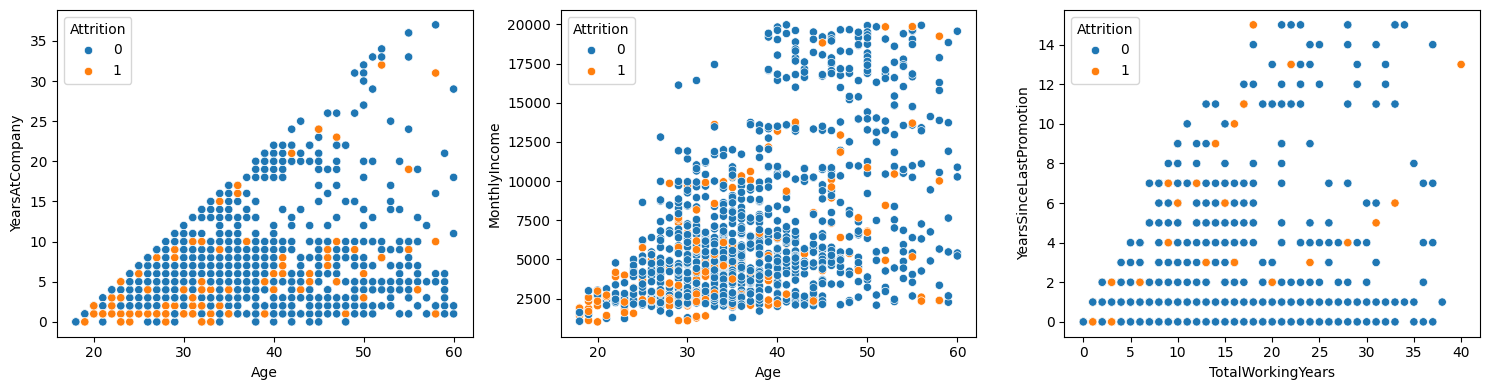 Attrition
0
1
35
30
25
20
15
10
5
0
YearsAtCompany
20 30 40 50 60
Age
Attrition
0
1
20000
17500
15000
12500
10000
7500
5000
2500
MonthlyIncome
20 30 40 50 60
Age
Attrition
0
1
14
12
10
8
6
4
2
0
YearsSinceLastPromotion
0 5 10 15 20 25 30 35 40
TotalWorkingYears